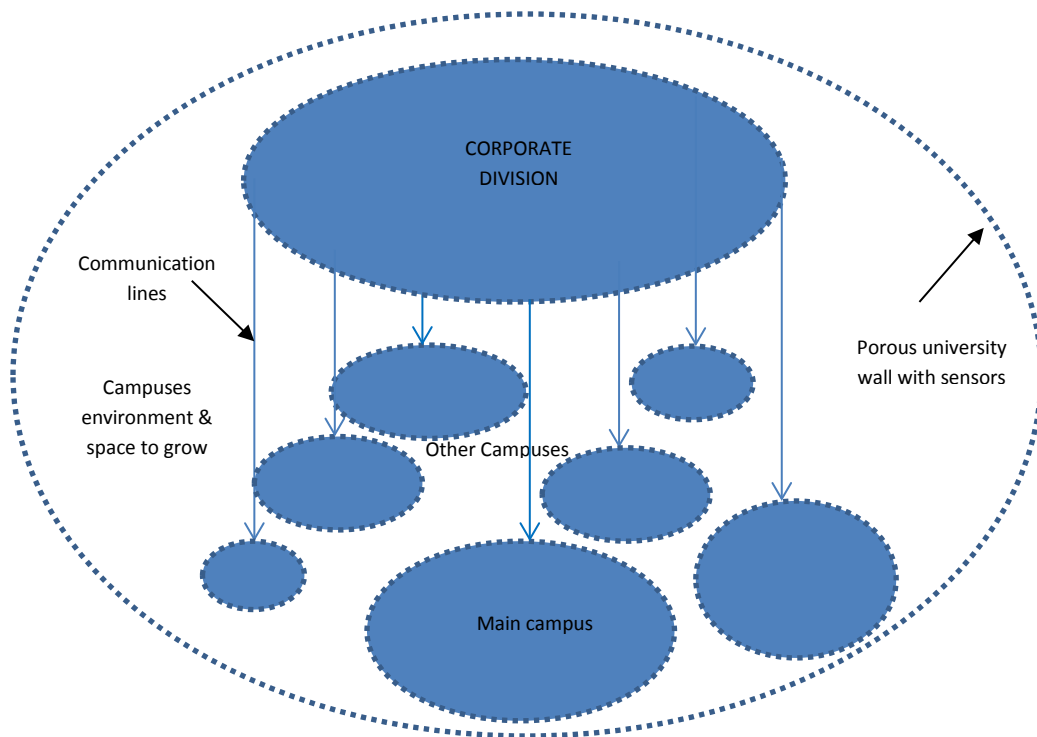 CORPORATE
DIVISION
Communication
lines
Porous university
wall with sensors
Campuses
environment &
space to grow
Other Campuses
Main campus